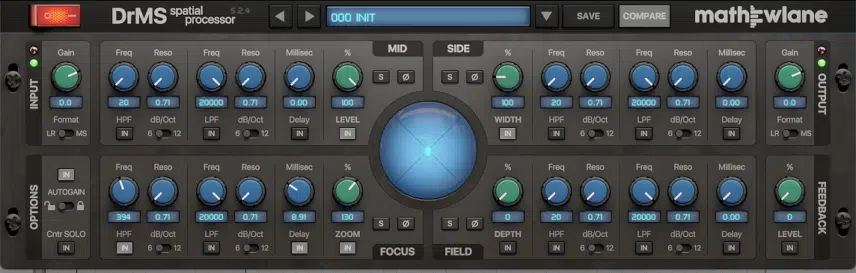 DrMS spatial processor 5.2.4
000 INIT
SAVE
COMPARE
mathewlane
INPUT
Gain
0.0
Format
LR MS
Freq Reso Freq Reso Millisec %
20 0.71 20000 0.71 0.00 100
HPF dB/Oct LPF dB/Oct Delay LEVEL
IN 6 12 IN 6 12 IN IN
MID
S Ø
SIDE
S Ø
% Freq Reso Freq Reso Millisec
100 20 0.71 20000 0.71 0.00
WIDTH HPF dB/Oct LPF dB/Oct Delay
IN IN 6 12 IN 6 12 IN
Gain
0.0
Format
LR MS
OUTPUT
OPTIONS
IN
AUTOGAIN
Cntr SOLO
IN
Freq Reso Freq Reso Millisec %
394 0.71 20000 0.71 8.91 130
HPF dB/Oct LPF dB/Oct Delay ZOOM
IN 6 12 IN 6 12 IN IN
S Ø
FOCUS
S Ø
FIELD
% Freq Reso Freq Reso Millisec
0 20 0.71 20000 0.71 0.00
DEPTH HPF dB/Oct LPF dB/Oct Delay
IN IN 6 12 IN 6 12 IN
%
0
LEVEL
IN
FEEDBACK